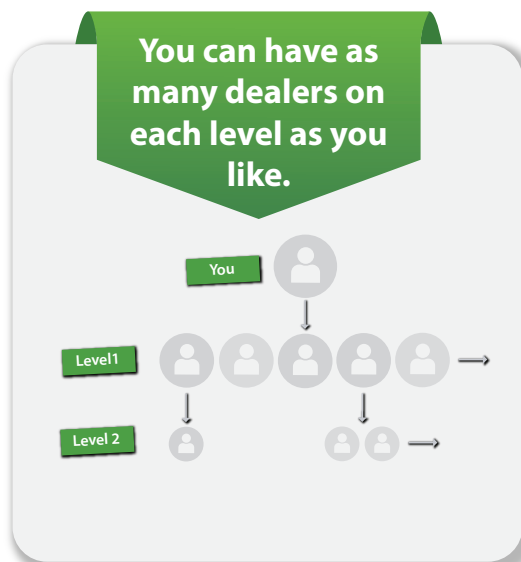 You can have as
many dealers on
each level as you
like.
You
Level1
Level 2